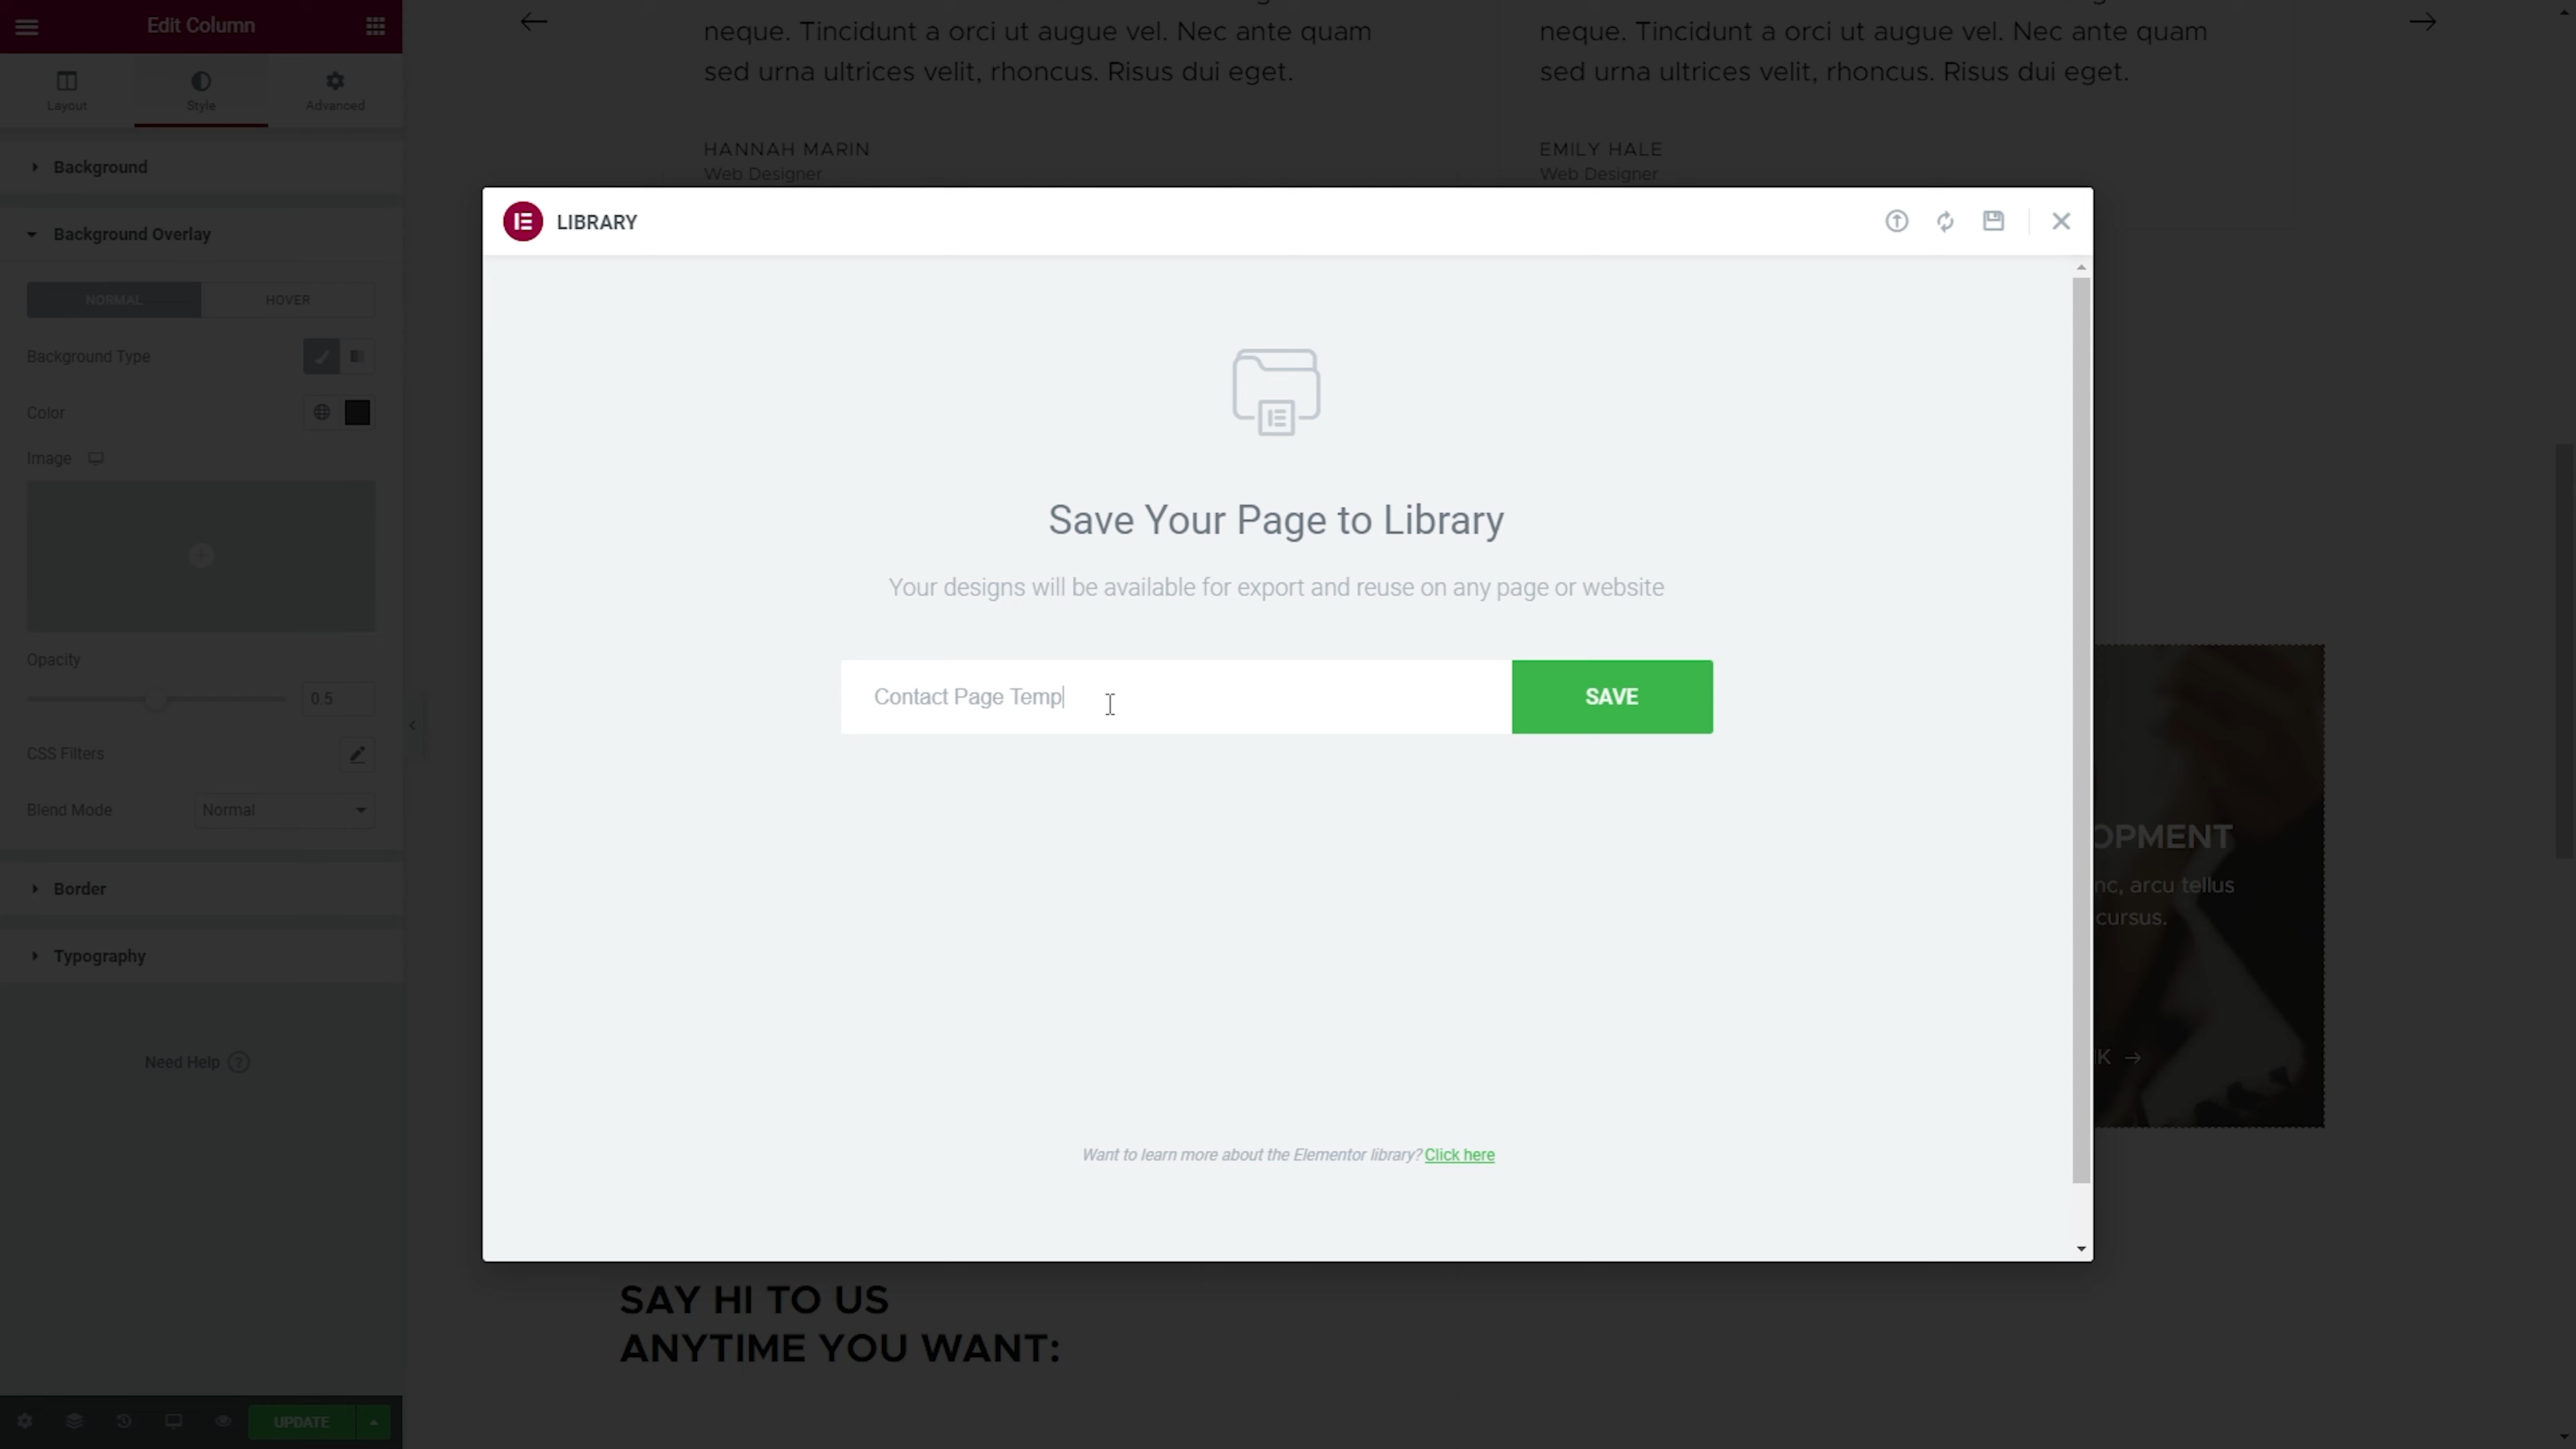 Edit Column
Layout
Style
Advanced
Background
Background Overlay
NORMAL
HOVER
Background Type
Color
Image
Opacity
0.5
CSS Filters
Blend Mode
Normal
Border
Typography
Need Help
UPDATE
neque. Tincidunt a orci ut augue vel. Nec ante quam
sed urna ultrices velit, rhoncus. Risus dui eget.
HANNAH MARIN
Web Designer
neque. Tincidunt a orci ut augue vel. Nec ante quam
sed urna ultrices velit, rhoncus. Risus dui eget.
EMILY HALE
Web Designer
LIBRARY
Save Your Page to Library
Your designs will be available for export and reuse on any page or website
Contact Page Temp
SAVE
Want to learn more about the Elementor library? Click here
OPMENT
nc, arcu tellus
cursus.
K
SAY HI TO US
ANYTIME YOU WANT: